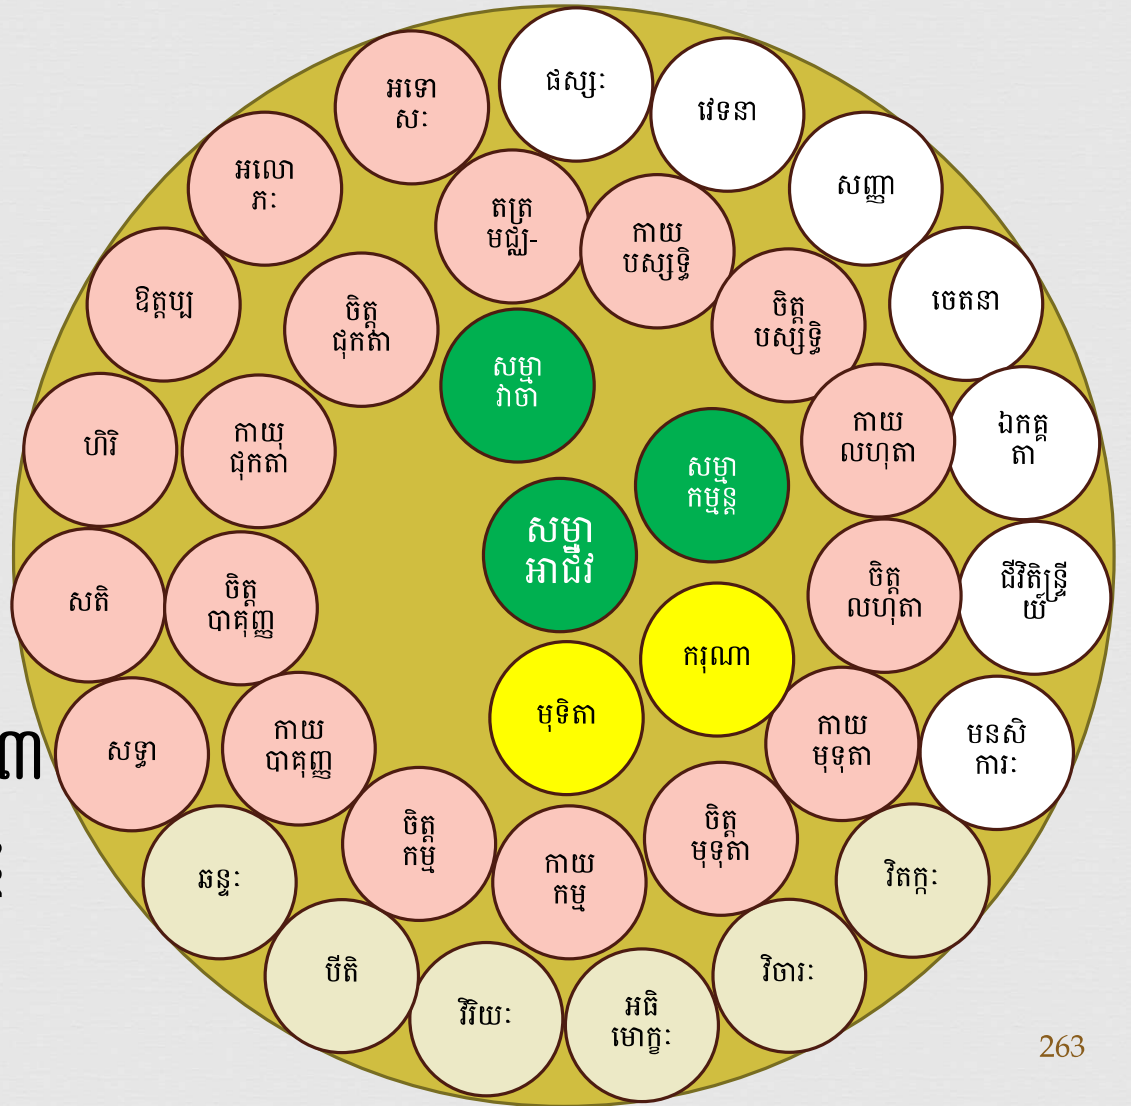 ផស្សៈ
វេទនា
សញ្ញា
ចេតនា
ឯកគ្គ
តា
ជីវិតិន្ទ្រី
យ៍
មនសិ
ការៈ
វិតក្កៈ
វិចារៈ
អធិ
មោក្ខៈ
វិរិយៈ
បីតិ
ឆន្ទៈ
សទ្ធា
សតិ
ហិរិ
ឱត្តប្ប
អលោ
ភៈ
អទោ
សៈ
តត្រ
មជ្ឈ-
កាយ
បស្សទ្ធិ
ចិត្ត
បស្សទ្ធិ
កាយ
លហុតា
ចិត្ត
លហុតា
កាយ
មុទុតា
ចិត្ត
មុទុតា
កាយ
កម្ម
ចិត្ត
កម្ម
កាយ
បាគុញ្ញ
ចិត្ត
បាគុញ្ញ
កាយុ
ជុកតា
ចិត្តុ
ជុកតា
សម្មា
វាចា
សម្មា
កម្មន្ត
សម្មា
អាជីវ
ករុណា
មុទិតា
៣
263